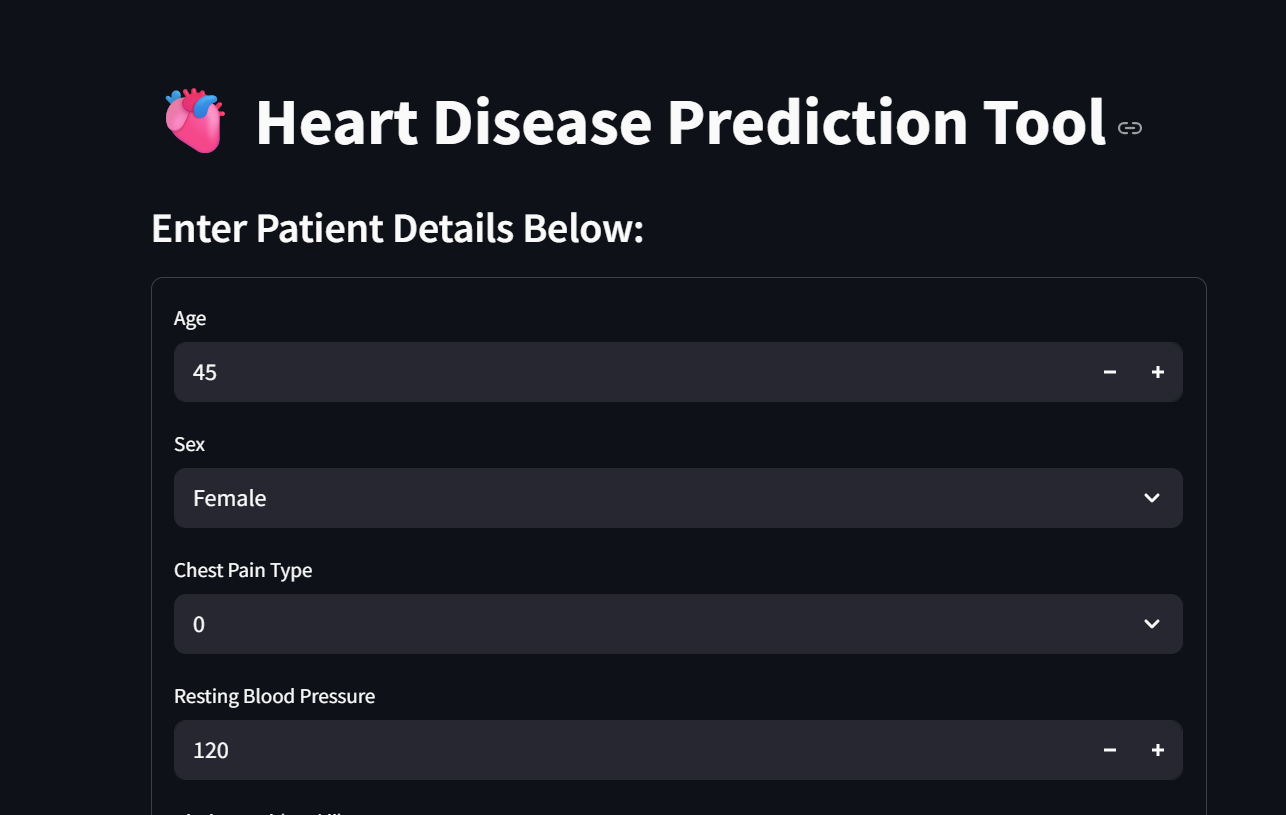 Heart Disease Prediction Tool
Enter Patient Details Below:
Age
45
Sex
Female
Chest Pain Type
0
Resting Blood Pressure
120